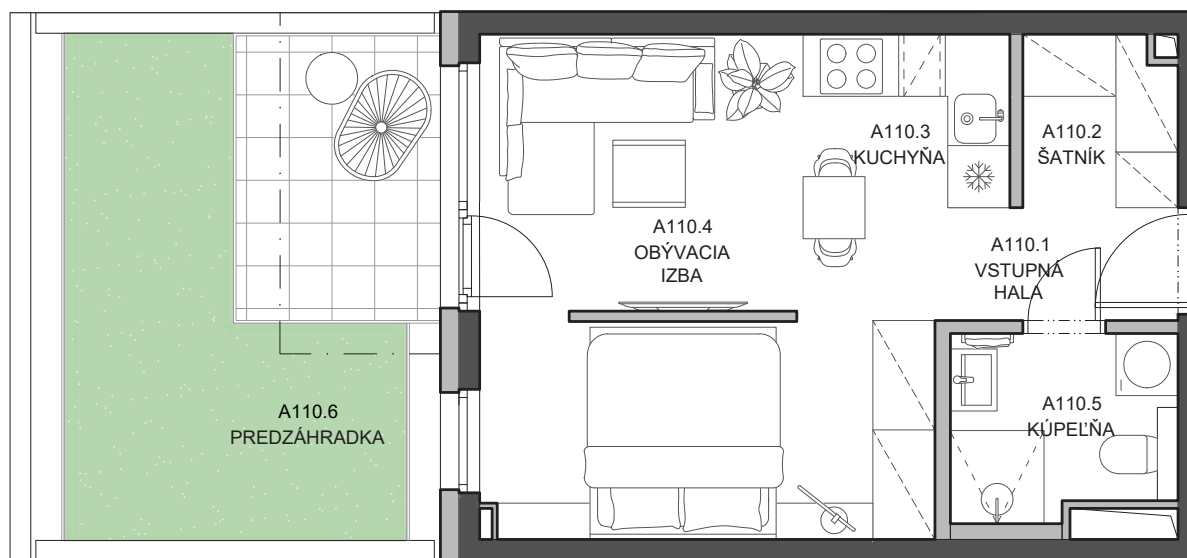 A110.3
KUCHYŇA
A110.2
ŠATNÍK
A110.4
OBÝVACIA
IZBA
A110.1
VSTUPNÁ
HALA
A110.6
PREDZÁHRADKA
A110.5
KÚPEĽŇA